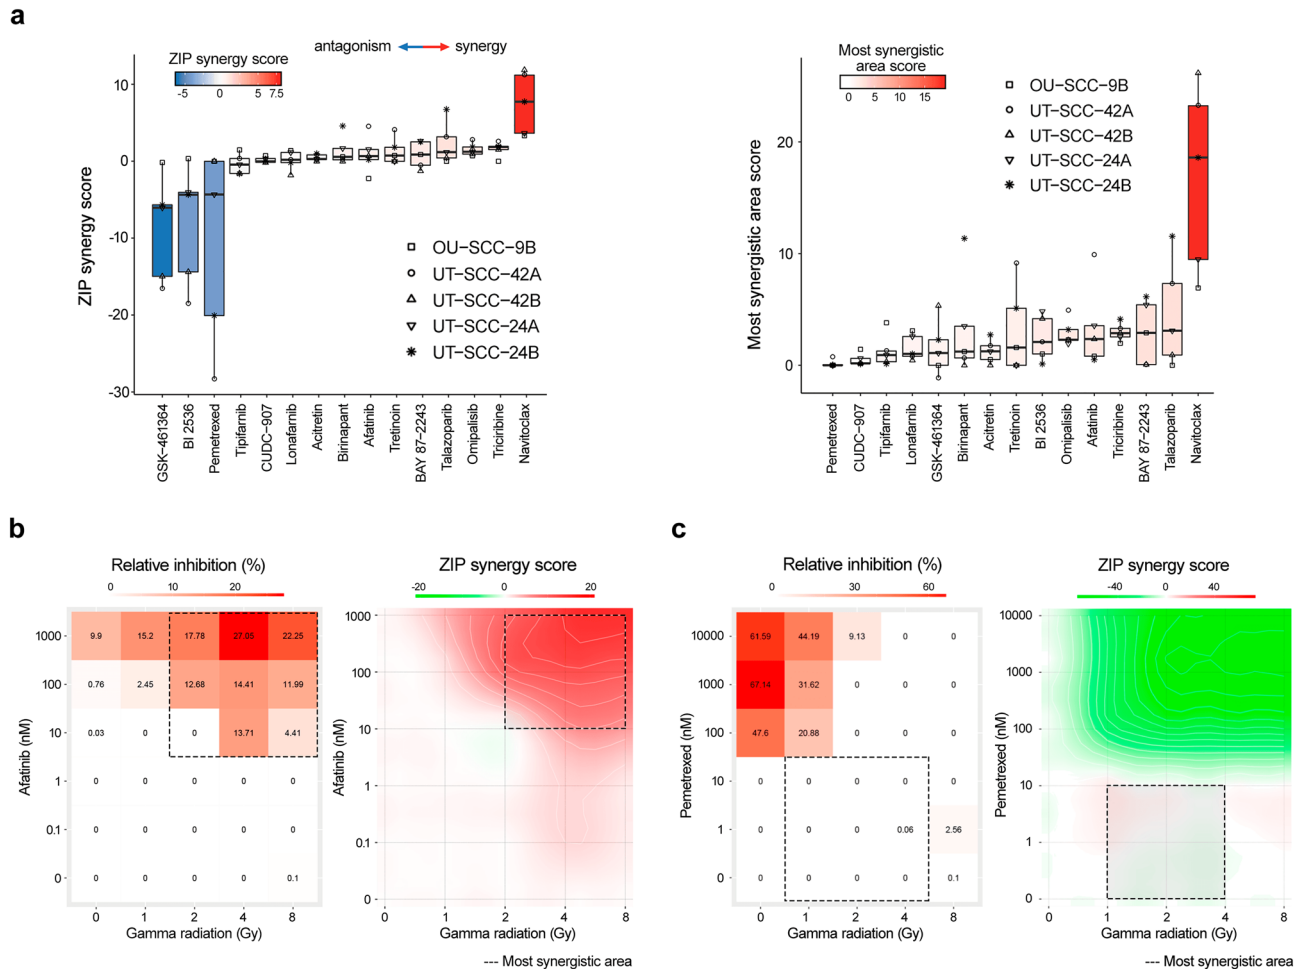 a
ZIP synergy score
-5 0 5 7.5
antagonism synergy
ZIP synergy score
10
0
-10
-20
-30
OU-SCC-9B
UT-SCC-42A
UT-SCC-42B
UT-SCC-24A
UT-SCC-24B
GSK-461364
BI 2536
Pemetrexed
Tipifarnib
CUDC-907
Lonafarnib
Acitretin
Birinapant
Afatinib
Tretinoin
BAY 87-2243
Talazoparib
Omipalisib
Triciribine
Navitoclax
Most synergistic
area score
0 5 10 15
Most synergistic area score
20
10
0
OU-SCC-9B
UT-SCC-42A
UT-SCC-42B
UT-SCC-24A
UT-SCC-24B
Pemetrexed
CUDC-907
Tipifarnib
Lonafarnib
GSK-461364
Birinapant
Acitretin
Tretinoin
BI 2536
Omipalisib
Afatinib
Triciribine
BAY 87-2243
Talazoparib
Navitoclax
b
Relative inhibition (%)
0 10 20
Afatinib (nM)
1000 9.9 15.2 17.78 27.05 22.25
100 0.76 2.45 12.68 14.41 11.99
10 0.03 0 0 13.71 4.41
1 0 0 0 0 0
0.1 0 0 0 0 0
0 0 0 0 0 0.1
0 1 2 4 8
Gamma radiation (Gy)
ZIP synergy score
-20 0 20
Afatinib (nM)
1000
100
10
1
0.1
0
0 1 2 4 8
Gamma radiation (Gy)
--- Most synergistic area
c
Relative inhibition (%)
0 30 60
Pemetrexed (nM)
10000 61.59 44.19 9.13 0 0
1000 67.14 31.62 0 0 0
100 47.6 20.88 0 0 0
10 0 0 0 0 0
1 0 0 0 0.06 2.56
0 0 0 0 0 0.1
0 1 2 4 8
Gamma radiation (Gy)
ZIP synergy score
-40 0 40
Pemetrexed (nM)
10000
1000
100
10
1
0
0 1 2 4 8
Gamma radiation (Gy)
--- Most synergistic area